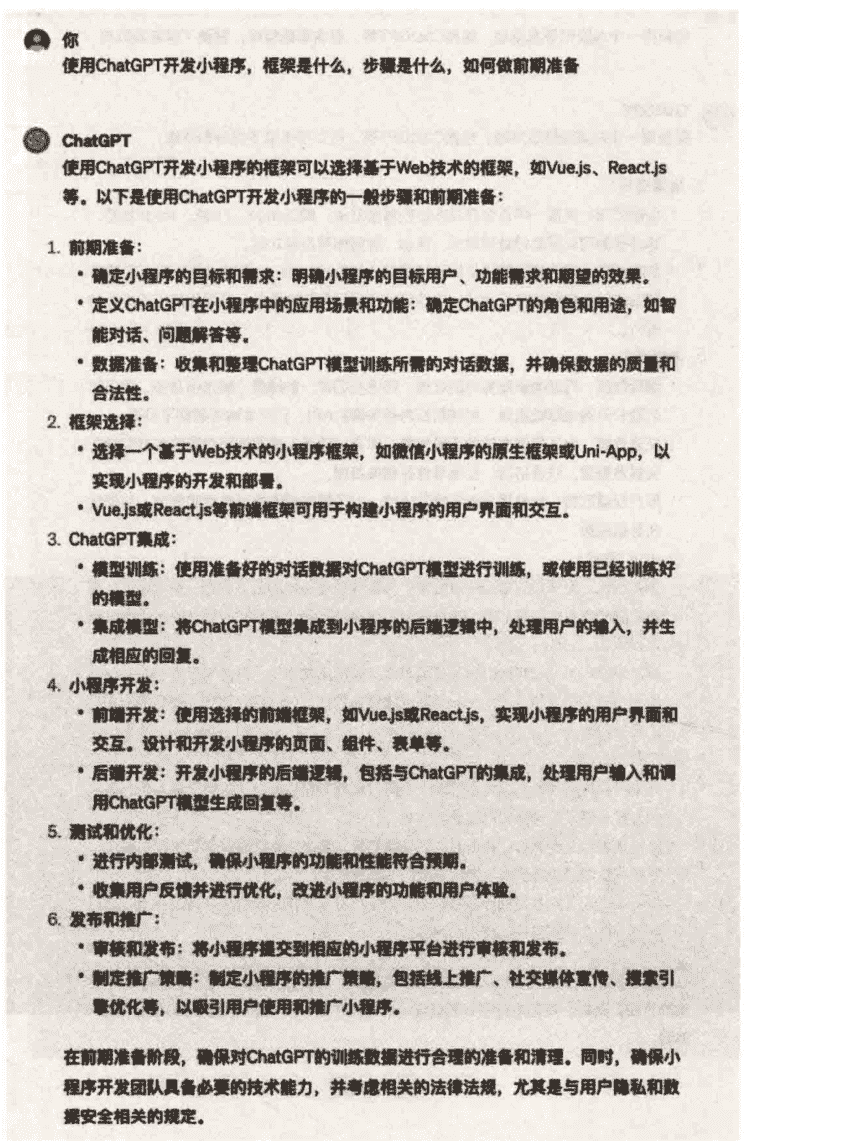 你
使用ChatGPT开发小程序，框架是什么，步骤是什么，如何做前期准备
ChatGPT
使用ChatGPT开发小程序的框架可以选择基于Web技术的框架，如Vue.js、React.js
等。以下是使用ChatGPT开发小程序的一般步骤和前期准备：
1. 前期准备：
• 确定小程序的目标和需求：明确小程序的目标用户、功能需求和期望的效果。
• 定义ChatGPT在小程序中的应用场景和功能：确定ChatGPT的角色和用途，如智
能对话、问题解答等。
• 数据准备：收集和整理ChatGPT模型训练所需的对话数据，并确保数据的质量和
合法性。
2. 框架选择：
• 选择一个基于Web技术的小程序框架，如微信小程序的原生框架或Uni-App，以
实现小程序的开发和部署。
• Vue.js或React.js等前端框架可用于构建小程序的用户界面和交互。
3. ChatGPT集成：
• 模型训练：使用准备好的对话数据对ChatGPT模型进行训练，或使用已经训练好
的模型。
• 集成模型：将ChatGPT模型集成到小程序的后端逻辑中，处理用户的输入，并生
成相应的回复。
4. 小程序开发：
• 前端开发：使用选择的前端框架，如Vue.js或React.js，实现小程序的用户界面和
交互。设计和开发小程序的页面、组件、表单等。
• 后端开发：开发小程序的后端逻辑，包括与ChatGPT的集成，处理用户输入和调
用ChatGPT模型生成回复等。
5. 测试和优化：
• 进行内部测试，确保小程序的功能和性能符合预期。
• 收集用户反馈并进行优化，改进小程序的功能和用户体验。
6. 发布和推广：
• 审核和发布：将小程序提交到相应的小程序平台进行审核和发布。
• 制定推广策略：制定小程序的推广策略，包括线上推广、社交媒体宣传、搜索引
擎优化等，以吸引用户使用和推广小程序。
在前期准备阶段，确保对ChatGPT的训练数据进行合理的准备和清理。同时，确保小
程序开发团队具备必要的技术能力，并考虑相关的法律法规，尤其是与用户隐私和数
据安全相关的规定。